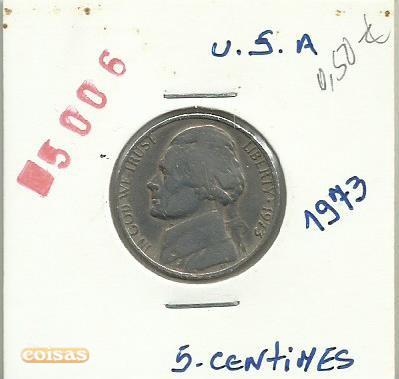 U.S.A
0,50 €
5006
IN GOD WE TRUST
LIBERTY · 1973
1973
coisas
5-CENTIMES